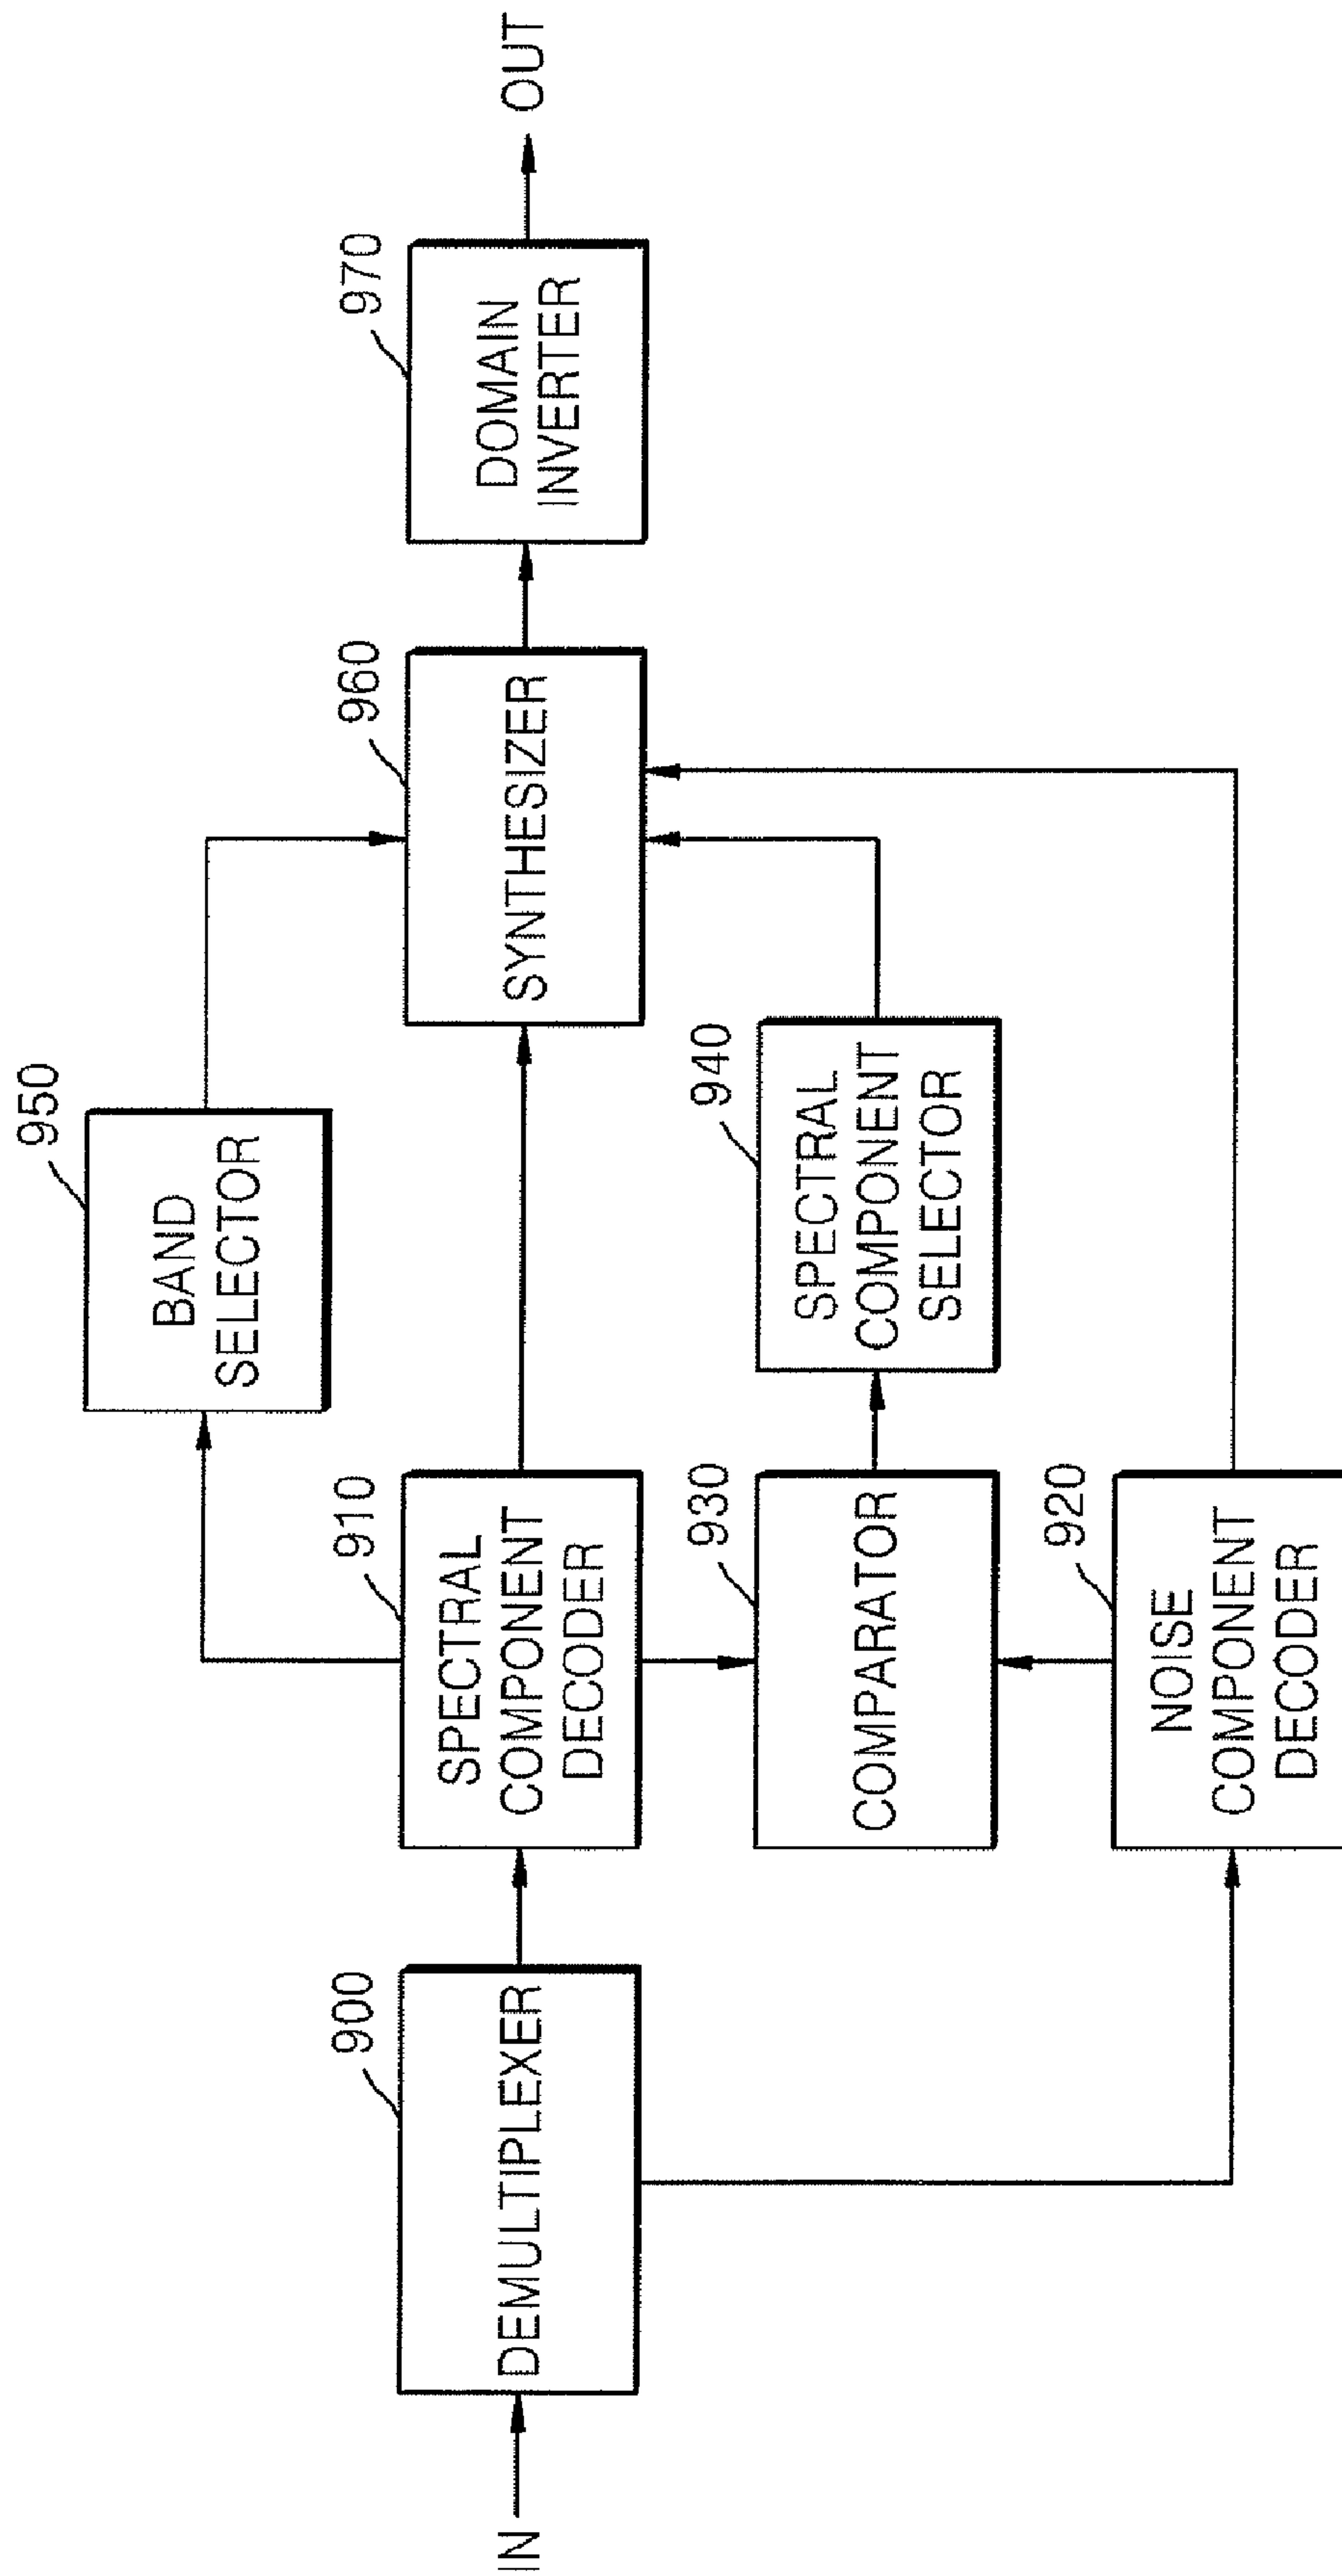 IN
900
DEMULTIPLEXER
910
SPECTRAL
COMPONENT
DECODER
950
BAND
SELECTOR
930
COMPARATOR
920
NOISE
COMPONENT
DECODER
940
SPECTRAL
COMPONENT
SELECTOR
960
SYNTHESIZER
970
DOMAIN
INVERTER
OUT